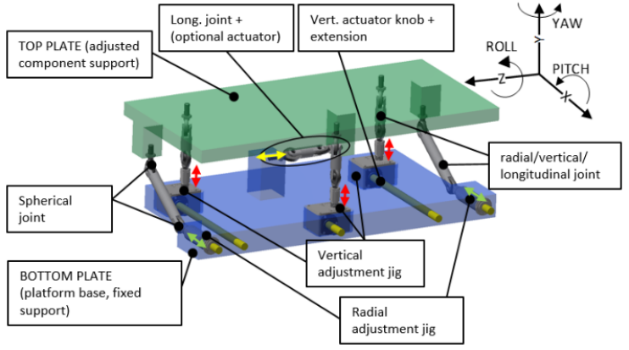 TOP PLATE (adjusted
component support)
Long. joint +
(optional actuator)
Vert. actuator knob +
extension
YAW
Y
ROLL
Z
PITCH
X
radial/vertical/
longitudinal joint
Spherical
joint
BOTTOM PLATE
(platform base, fixed
support)
Vertical
adjustment jig
Radial
adjustment jig